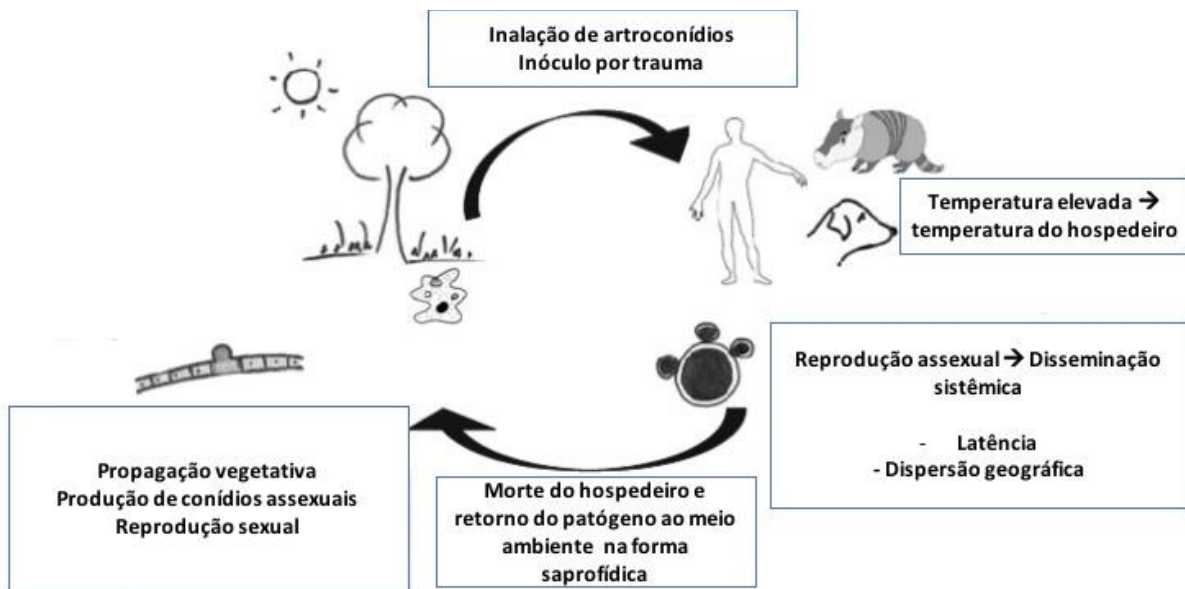 Inalação de artroconídios
Inóculo por trauma
Temperatura elevada →
temperatura do hospedeiro
Reprodução assexual → Disseminação
sistêmica
- Latência
- Dispersão geográfica
Morte do hospedeiro e
retorno do patógeno ao meio
ambiente na forma
saprofídica
Propagação vegetativa
Produção de conídios assexuais
Reprodução sexual